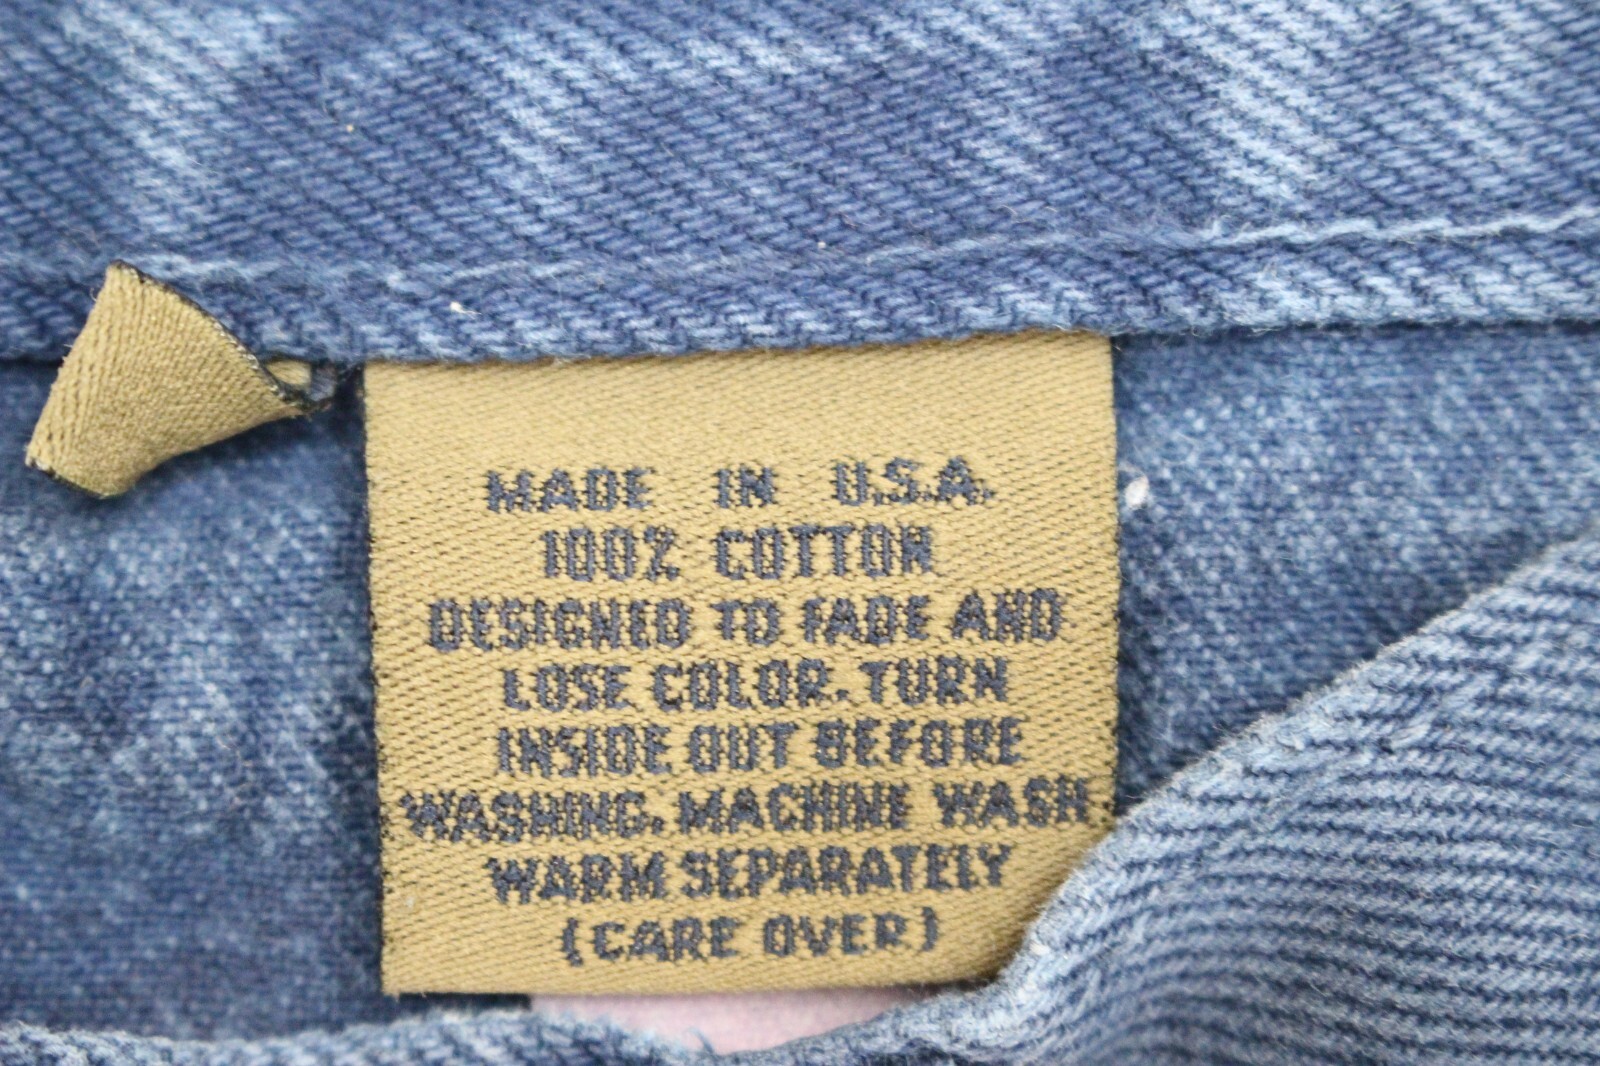 MADE IN U.S.A.
100% COTTON
DESIGNED TO FADE AND
LOSE COLOR. TURN
INSIDE OUT BEFORE
WASHING. MACHINE WASH
WARM SEPARATELY
(CARE OVER)